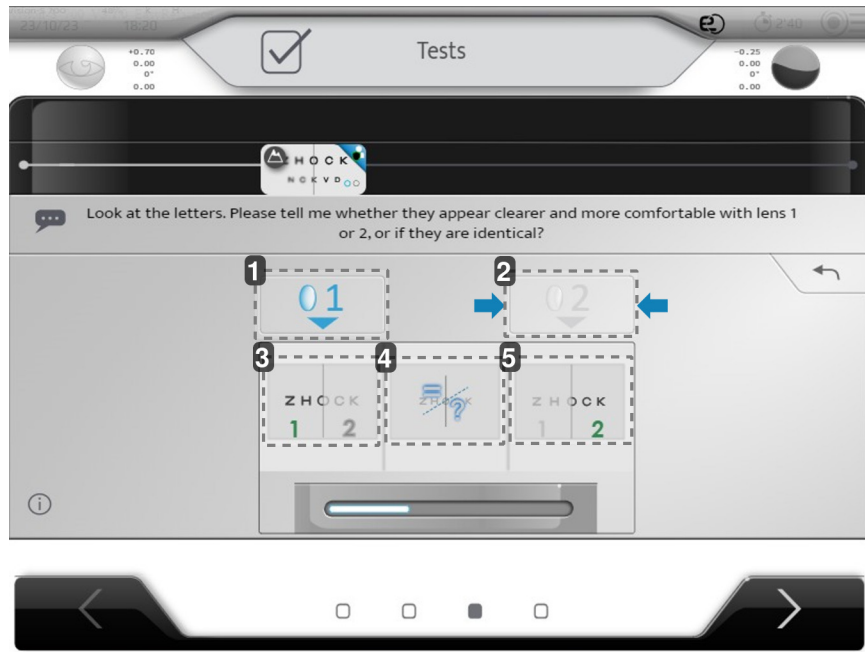 23/10/23 18:20
Tests
2'40
+0.70
0.00
0°
0.00
-0.25
0.00
0°
0.00
ZHOCK
NCKVD
Look at the letters. Please tell me whether they appear clearer and more comfortable with lens 1
or 2, or if they are identical?
1 2
01 02
3 4 5
ZHOCK ZHOCK ZHOCK
1 2 ? 1 2